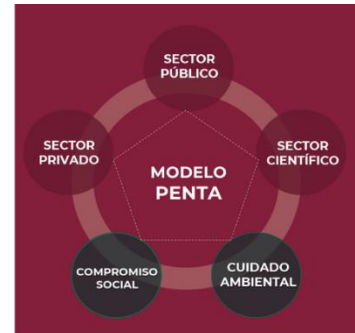 SECTOR
PÚBLICO
SECTOR
PRIVADO
SECTOR
CIENTÍFICO
MODELO
PENTA
COMPROMISO
SOCIAL
CUIDADO
AMBIENTAL